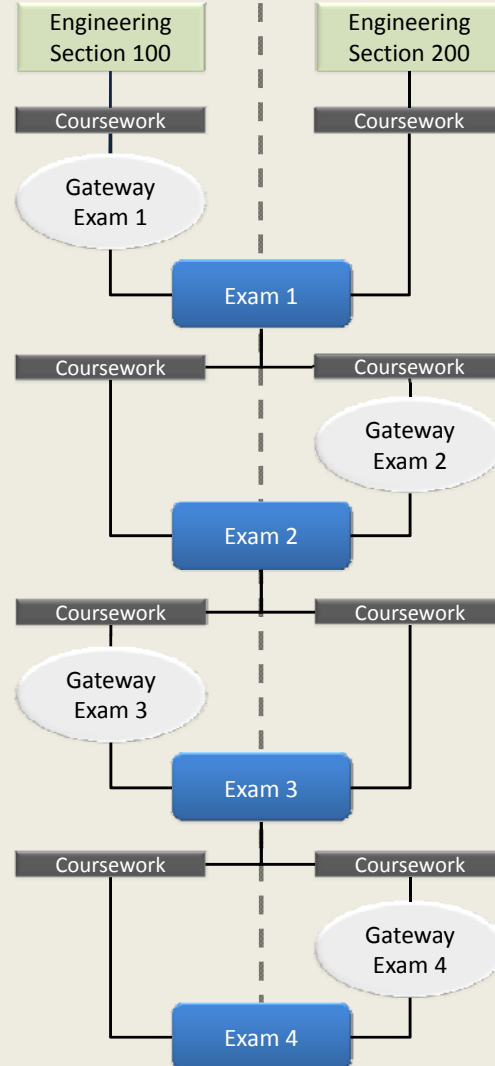 Engineering
Section 100
Engineering
Section 200
Coursework
Coursework
Gateway
Exam 1
Exam 1
Coursework
Coursework
Gateway
Exam 2
Exam 2
Coursework
Coursework
Gateway
Exam 3
Exam 3
Coursework
Coursework
Gateway
Exam 4
Exam 4